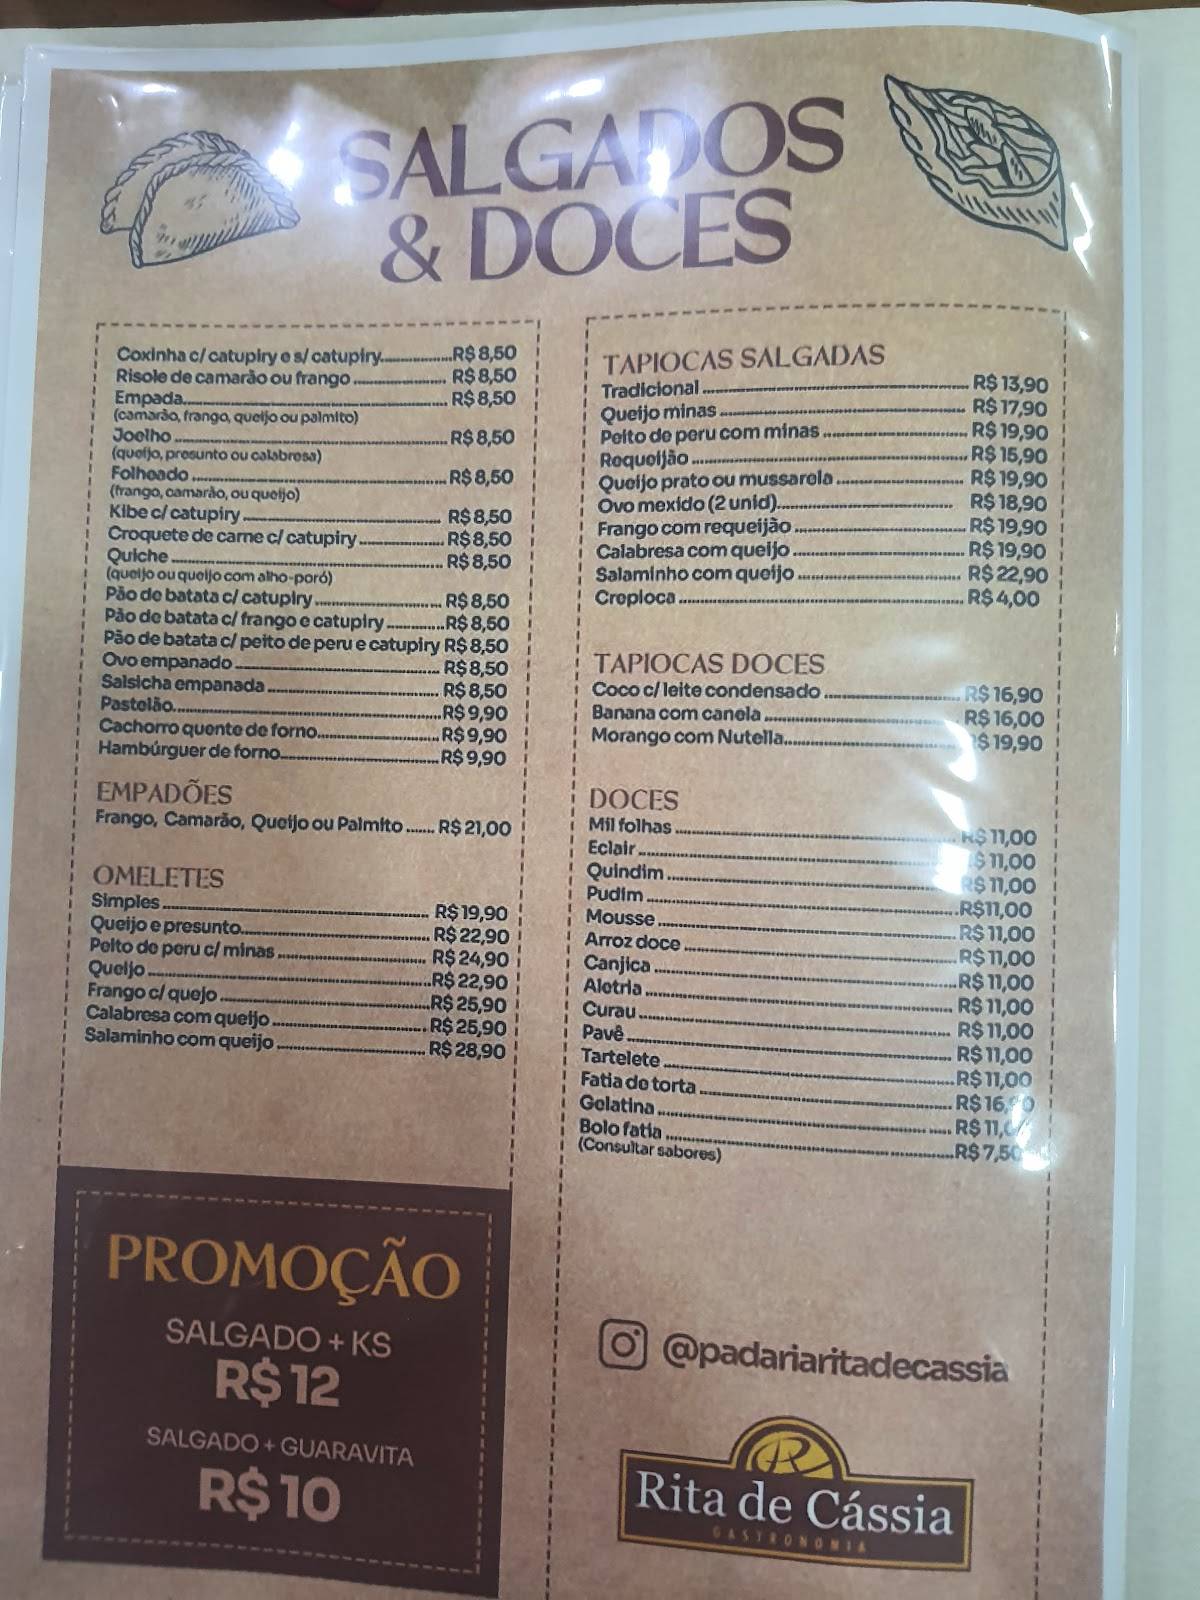 SALGADOS
& DOCES
Coxinha c/ catupiry e s/ catupiry..................R$ 8,50
Risole de camarão ou frango ....................... R$ 8,50
Empada.................................................................. R$ 8,50
(camarão, frango, queijo ou palmito)
Joelho .................................................................... R$ 8,50
(queijo, presunto ou calabresa)
Folheado ............................................................... R$ 8,50
(frango, camarão, ou queijo)
Kibe c/ catupiry ................................................. R$ 8,50
Croquete de carne c/ catupiry ..................... R$ 8,50
Quiche .................................................................... R$ 8,50
(queijo ou queijo com alho-poró)
Pão de batata c/ catupiry ................................ R$ 8,50
Pão de batata c/ frango e catupiry ...............R$ 8,50
Pão de batata c/ peito de peru e catupiry R$ 8,50
Ovo empanado .................................................... R$ 8,50
Salsicha empanada ........................................... R$ 8,50
Pastelão...................................................................R$ 9,90
Cachorro quente de forno............................... R$ 9,90
Hambúrguer de forno........................................ R$ 9,90
EMPADÕES
Frango, Camarão, Queijo ou Palmito ....... R$ 21,00
OMELETES
Simples ................................................................... R$ 19,90
Queijo e presunto................................................ R$ 22,90
Peito de peru c/ minas ..................................... R$ 24,90
Queijo .......................................................................R$ 22,90
Frango c/ quejo .....................................................R$ 25,90
Calabresa com queijo ....................................... R$ 25,90
Salaminho com queijo ...................................... R$ 28,90
PROMOÇÃO
SALGADO + KS
R$ 12
SALGADO + GUARAVITA
R$ 10
TAPIOCAS SALGADAS
Tradicional .................................................................. R$ 13,90
Queijo minas .............................................................. R$ 17,90
Peito de peru com minas ..................................... R$ 19,90
Requeijão .....................................................................R$ 15,90
Queijo prato ou mussarela ................................. R$ 19,90
Ovo mexido (2 unid)............................................. R$ 18,90
Frango com requeijão ........................................... R$ 19,90
Calabresa com queijo ........................................... R$ 19,90
Salaminho com queijo .......................................... R$ 22,90
Crepioca ........................................................................ R$ 4,00
TAPIOCAS DOCES
Coco c/ leite condensado ................................... R$ 16,90
Banana com canela ................................................. R$ 16,00
Morango com Nutella............................................ R$ 19,90
DOCES
Mil folhas ....................................................................... R$ 11,00
Eclair ................................................................................ R$ 11,00
Quindim ......................................................................... R$ 11,00
Pudim ...............................................................................R$11,00
Mousse ............................................................................ R$ 11,00
Arroz doce .................................................................... R$ 11,00
Canjica .............................................................................R$ 11,00
Aletria .............................................................................. R$ 11,00
Curau ............................................................................... R$ 11,00
Pavê ................................................................................... R$ 11,00
Tartelete ..........................................................................R$ 11,00
Fatia de torta ............................................................... R$ 16,90
Gelatina .......................................................................... R$ 11,00
Bolo fatia ........................................................................R$ 7,50
(Consultar sabores)
@padariaritadecassia
Rita de Cássia
GASTRONOMIA